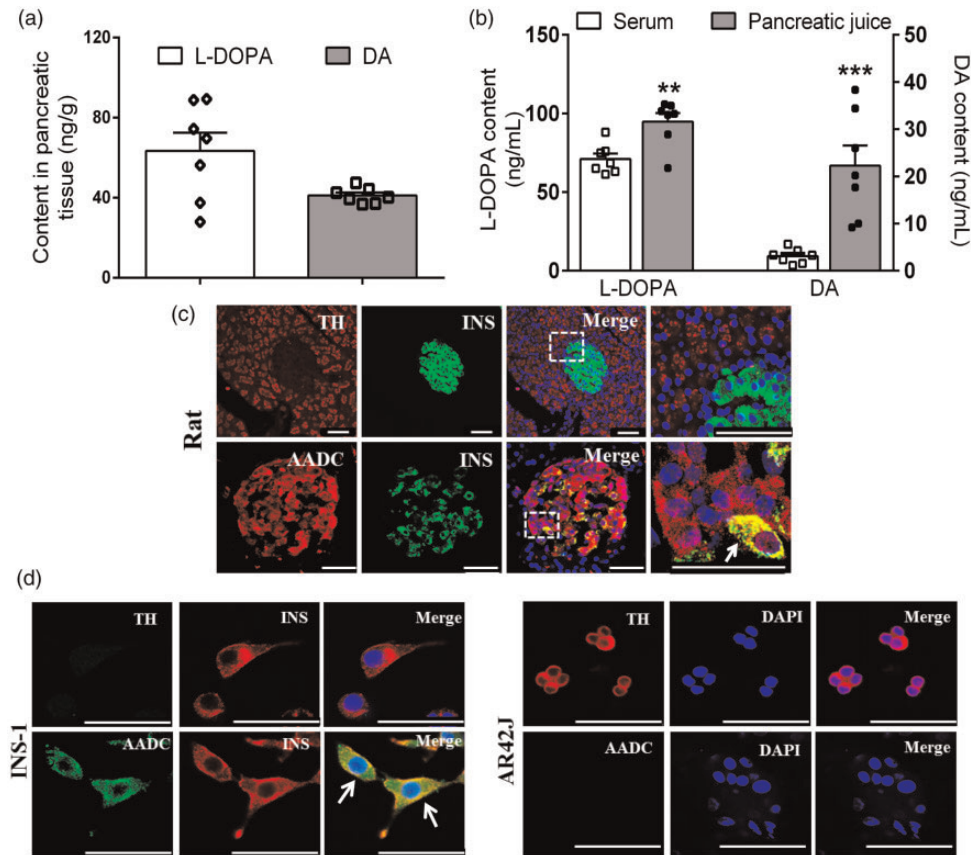 (a)
Content in pancreatic
tissue (ng/g)
120
80
40
0
L-DOPA
DA
(b)
Serum
Pancreatic juice
L-DOPA content
(ng/mL)
150
100
50
0
**
***
50
40
30
20
10
0
DA content
(ng/mL)
L-DOPA
DA
(c)
Rat
TH
INS
Merge
AADC
INS
Merge
(d)
INS-1
TH
INS
Merge
AADC
INS
Merge
AR42J
TH
DAPI
Merge
AADC
DAPI
Merge